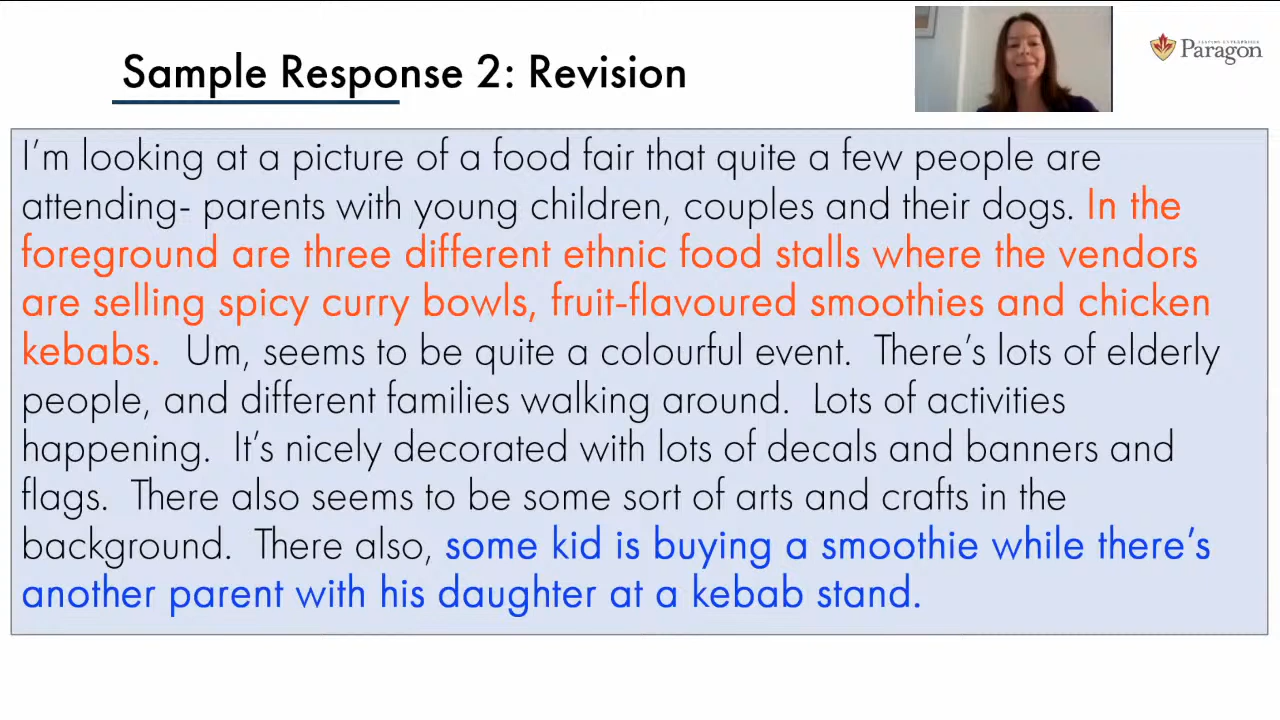 Sample Response 2: Revision
Paragon
I'm looking at a picture of a food fair that quite a few people are
attending- parents with young children, couples and their dogs. In the
foreground are three different ethnic food stalls where the vendors
are selling spicy curry bowls, fruit-flavoured smoothies and chicken
kebabs.  Um, seems to be quite a colourful event.  There's lots of elderly
people, and different families walking around.  Lots of activities
happening.  It's nicely decorated with lots of decals and banners and
flags.  There also seems to be some sort of arts and crafts in the
background.  There also, some kid is buying a smoothie while there's
another parent with his daughter at a kebab stand.